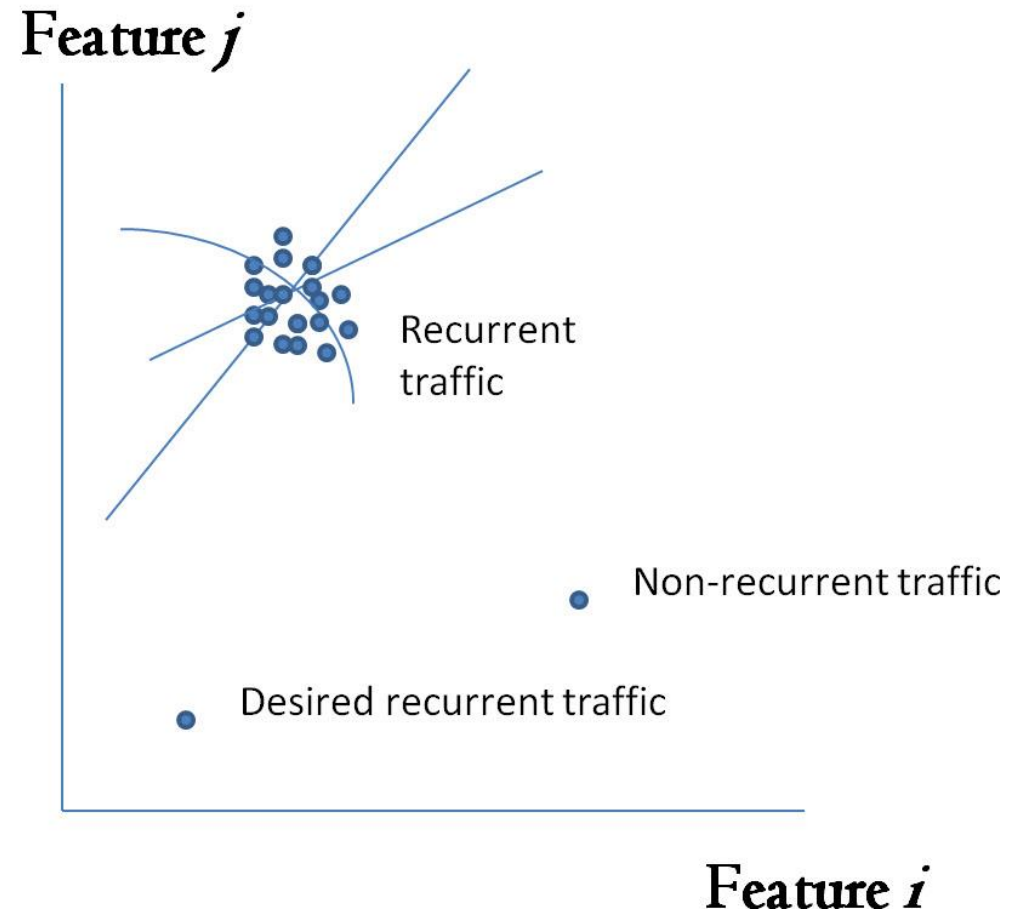 Feature j
Recurrent
traffic
Non-recurrent traffic
Desired recurrent traffic
Feature i